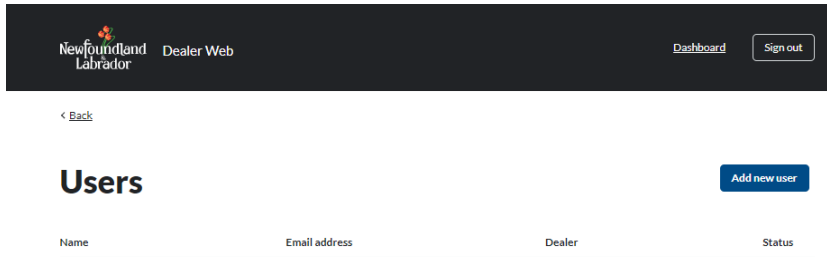 Newfoundland
&
Labrador
Dealer Web
Dashboard
Sign out
< Back
Users
Add new user
Name Email address Dealer Status